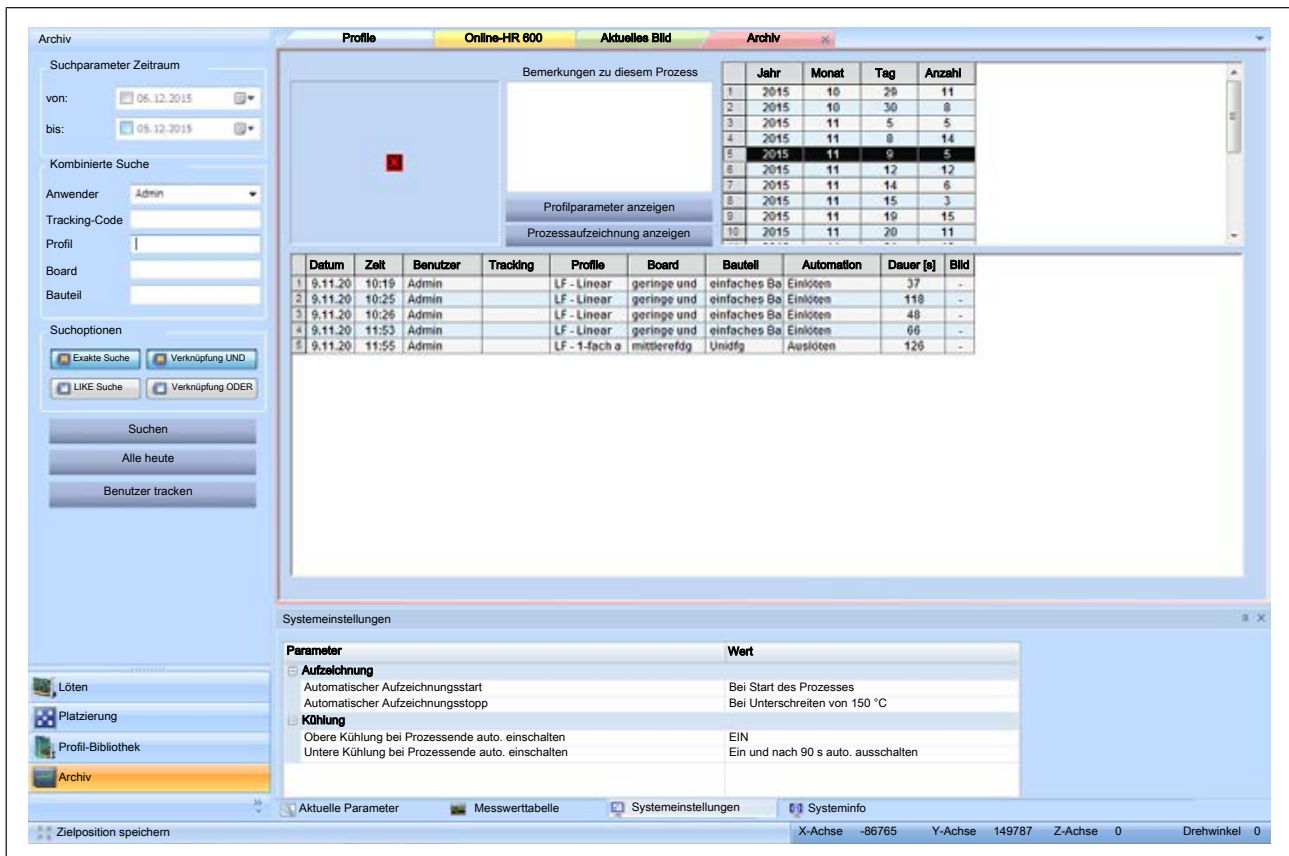 Archiv
Profile Online-HR 600 Aktuelles Bild Archiv
Suchparameter Zeitraum
von: 06.12.2015
bis: 05.12.2015
Kombinierte Suche
Anwender Admin
Tracking-Code
Profil
Board
Bauteil
Suchoptionen
Exakte Suche Verknüpfung UND
LIKE Suche Verknüpfung ODER
Suchen
Alle heute
Benutzer tracken
Löten
Platzierung
Profil-Bibliothek
Archiv
Bemerkungen zu diesem Prozess
Profilparameter anzeigen
Prozessaufzeichnung anzeigen
Jahr Monat Tag Anzahl
1 2015 10 29 11
2 2015 10 30 8
3 2015 11 5 5
4 2015 11 8 14
5 2015 11 9 5
6 2015 11 12 12
7 2015 11 14 6
8 2015 11 15 3
9 2015 11 19 15
10 2015 11 20 11
Datum Zeit Benutzer Tracking Profile Board Bauteil Automation Dauer [s] Bild
1 9.11.20 10:19 Admin LF - Linear geringe und einfaches Ba Einlöten 37 -
2 9.11.20 10:25 Admin LF - Linear geringe und einfaches Ba Einlöten 118 -
3 9.11.20 10:26 Admin LF - Linear geringe und einfaches Ba Einlöten 48 -
4 9.11.20 11:53 Admin LF - Linear geringe und einfaches Ba Einlöten 66 -
5 9.11.20 11:55 Admin LF - 1-fach a mittlerefdg Unidfg Auslöten 126 -
Systemeinstellungen
Parameter Wert
Aufzeichnung
Automatischer Aufzeichnungsstart Bei Start des Prozesses
Automatischer Aufzeichnungsstopp Bei Unterschreiten von 150 °C
Kühlung
Obere Kühlung bei Prozessende auto. einschalten EIN
Untere Kühlung bei Prozessende auto. einschalten Ein und nach 90 s auto. ausschalten
Aktuelle Parameter Messwerttabelle Systemeinstellungen Systeminfo
Zielposition speichern X-Achse -86765 Y-Achse 149787 Z-Achse 0 Drehwinkel 0